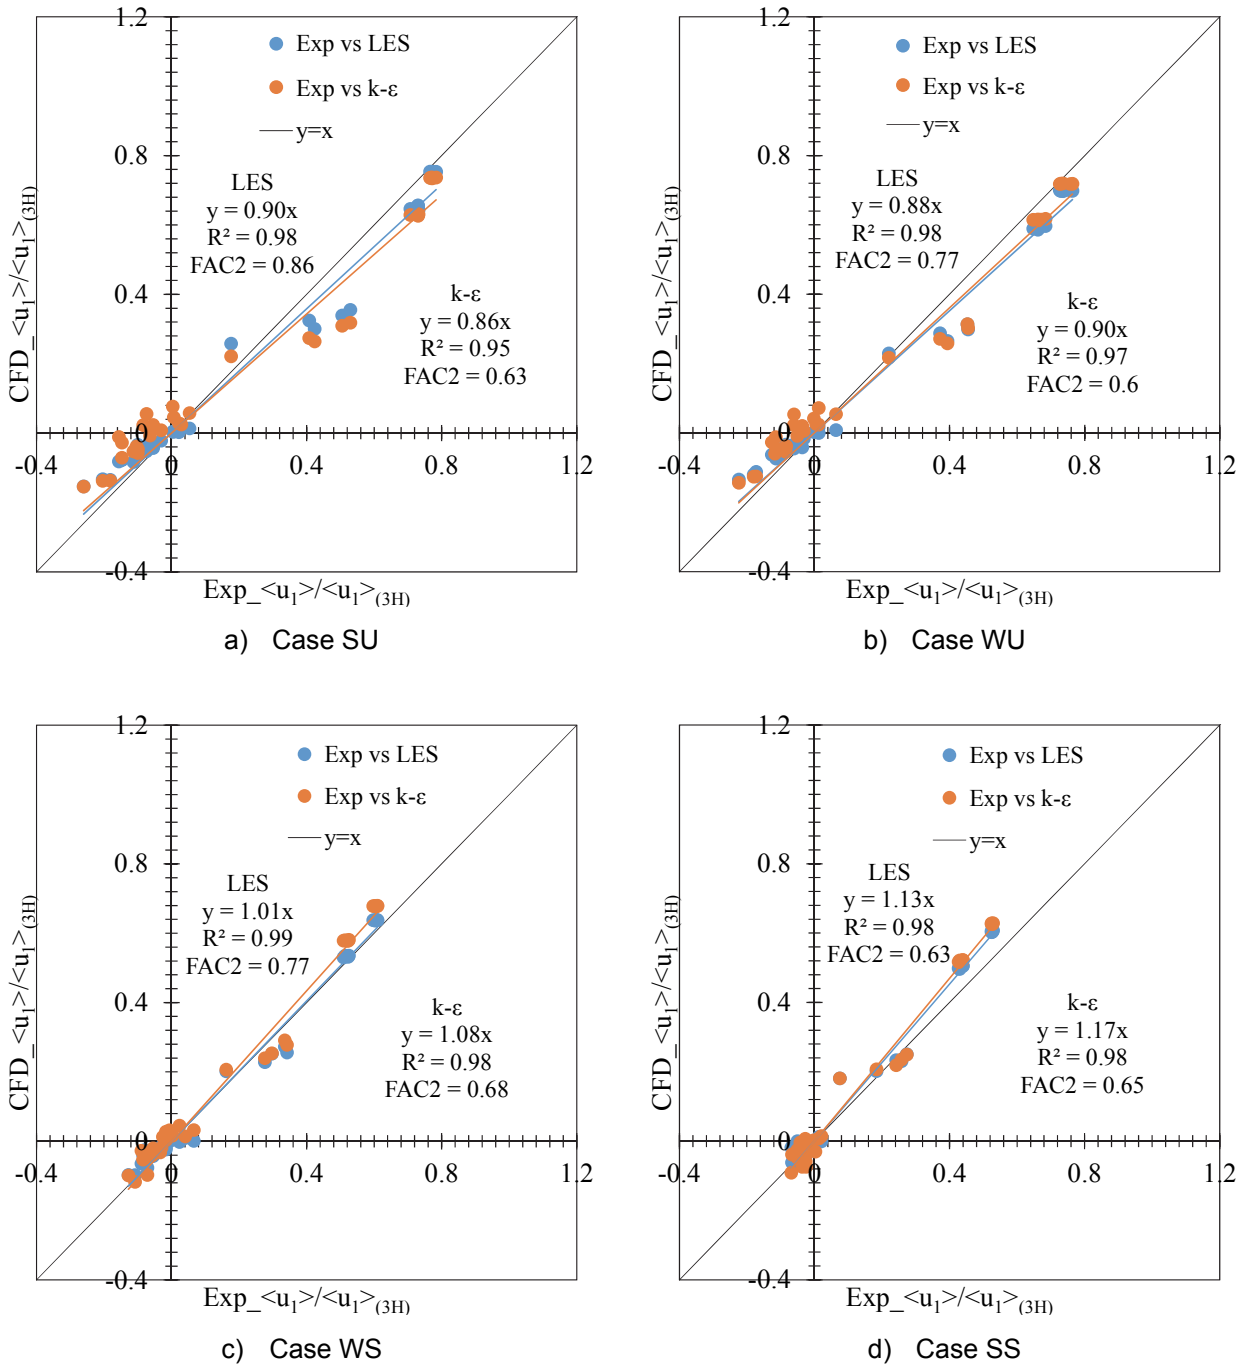 1.2
Exp vs LES
Exp vs k-ε
y=x
0.8
LES
y = 0.90x
R² = 0.98
FAC2 = 0.86
0.4
k-ε
y = 0.86x
R² = 0.95
FAC2 = 0.63
0
-0.4
0
0.4
0.8
1.2
-0.4
CFD_<u₁>/<u₁>₍₃H₎
Exp_<u₁>/<u₁>₍₃H₎
a) Case SU
1.2
Exp vs LES
Exp vs k-ε
y=x
0.8
LES
y = 0.88x
R² = 0.98
FAC2 = 0.77
0.4
k-ε
y = 0.90x
R² = 0.97
FAC2 = 0.6
0
-0.4
0
0.4
0.8
1.2
-0.4
CFD_<u₁>/<u₁>₍₃H₎
Exp_<u₁>/<u₁>₍₃H₎
b) Case WU
1.2
Exp vs LES
Exp vs k-ε
y=x
0.8
LES
y = 1.01x
R² = 0.99
FAC2 = 0.77
0.4
k-ε
y = 1.08x
R² = 0.98
FAC2 = 0.68
0
-0.4
0
0.4
0.8
1.2
-0.4
CFD_<u₁>/<u₁>₍₃H₎
Exp_<u₁>/<u₁>₍₃H₎
c) Case WS
1.2
Exp vs LES
Exp vs k-ε
y=x
0.8
LES
y = 1.13x
R² = 0.98
FAC2 = 0.63
0.4
k-ε
y = 1.17x
R² = 0.98
FAC2 = 0.65
0
-0.4
0
0.4
0.8
1.2
-0.4
CFD_<u₁>/<u₁>₍₃H₎
Exp_<u₁>/<u₁>₍₃H₎
d) Case SS